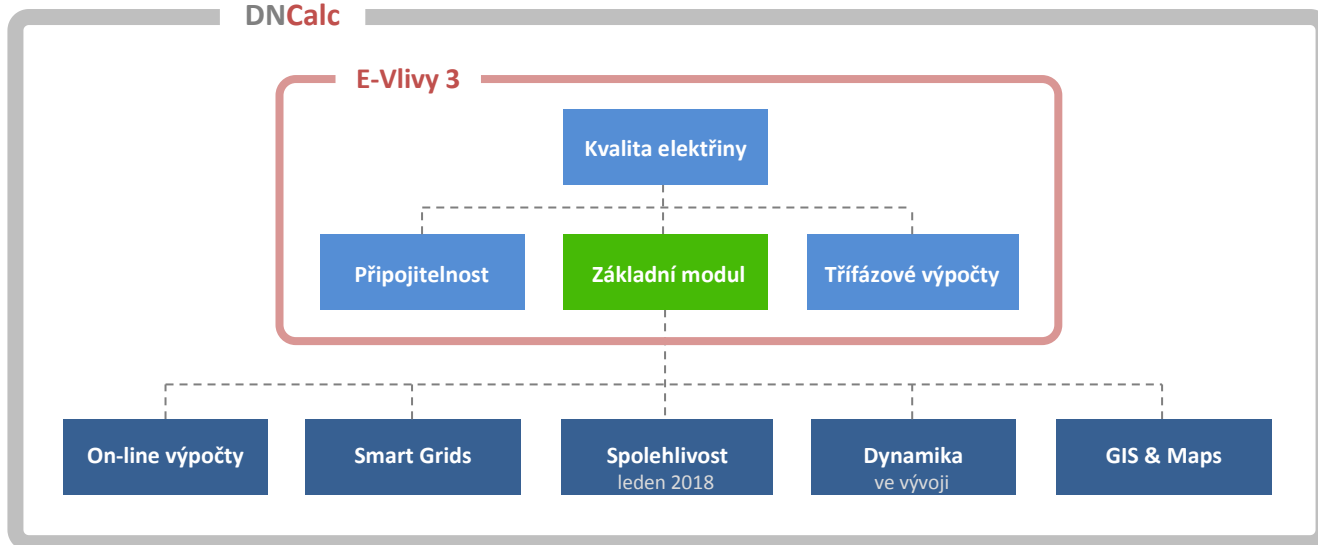 DNCalc
E-Vlivy 3
Kvalita elektřiny
Připojitelnost
Základní modul
Třífázové výpočty
On-line výpočty
Smart Grids
Spolehlivost
leden 2018
Dynamika
ve vývoji
GIS & Maps